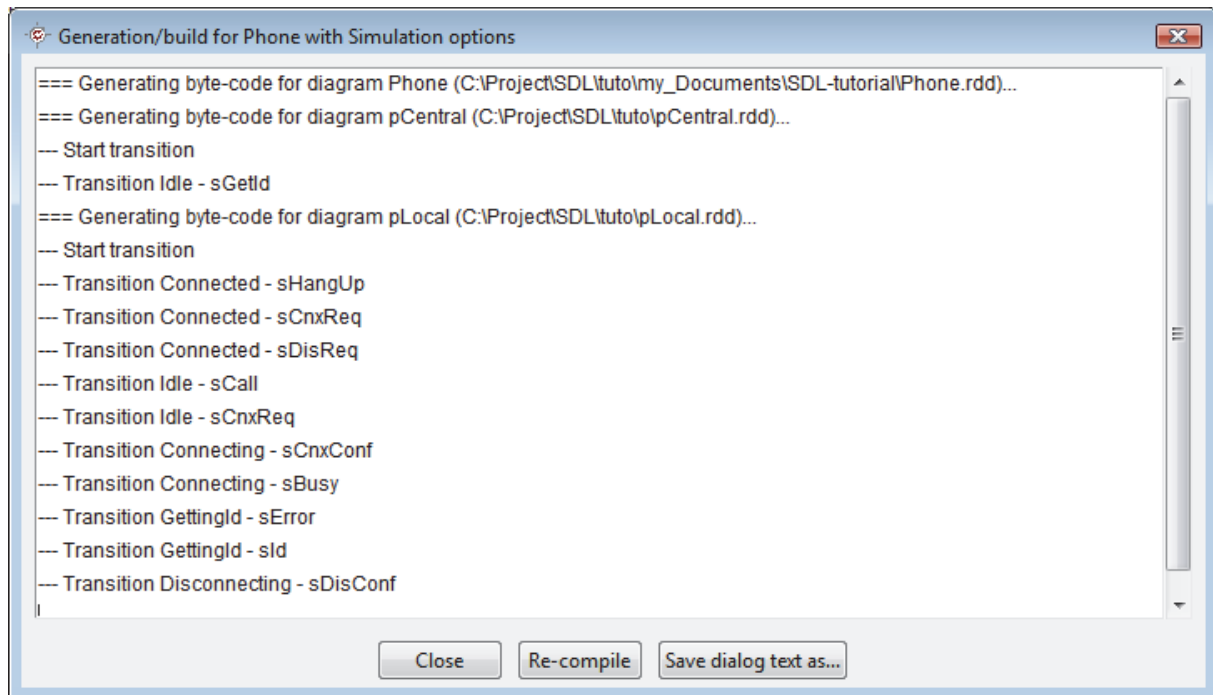 Generation/build for Phone with Simulation options
=== Generating byte-code for diagram Phone (C:\Project\SDL\tuto\my_Documents\SDL-tutorial\Phone.rdd)...
=== Generating byte-code for diagram pCentral (C:\Project\SDL\tuto\pCentral.rdd)...
--- Start transition
--- Transition Idle - sGetId
=== Generating byte-code for diagram pLocal (C:\Project\SDL\tuto\pLocal.rdd)...
--- Start transition
--- Transition Connected - sHangUp
--- Transition Connected - sCnxReq
--- Transition Connected - sDisReq
--- Transition Idle - sCall
--- Transition Idle - sCnxReq
--- Transition Connecting - sCnxConf
--- Transition Connecting - sBusy
--- Transition GettingId - sError
--- Transition GettingId - sId
--- Transition Disconnecting - sDisConf
Close Re-compile Save dialog text as...